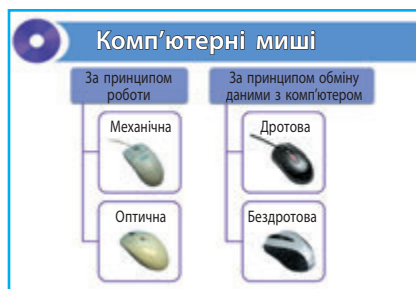 Комп'ютерні миші
За принципом
роботи
За принципом обміну
даними з комп'ютером
Механічна
Дротова
Оптична
Бездротова